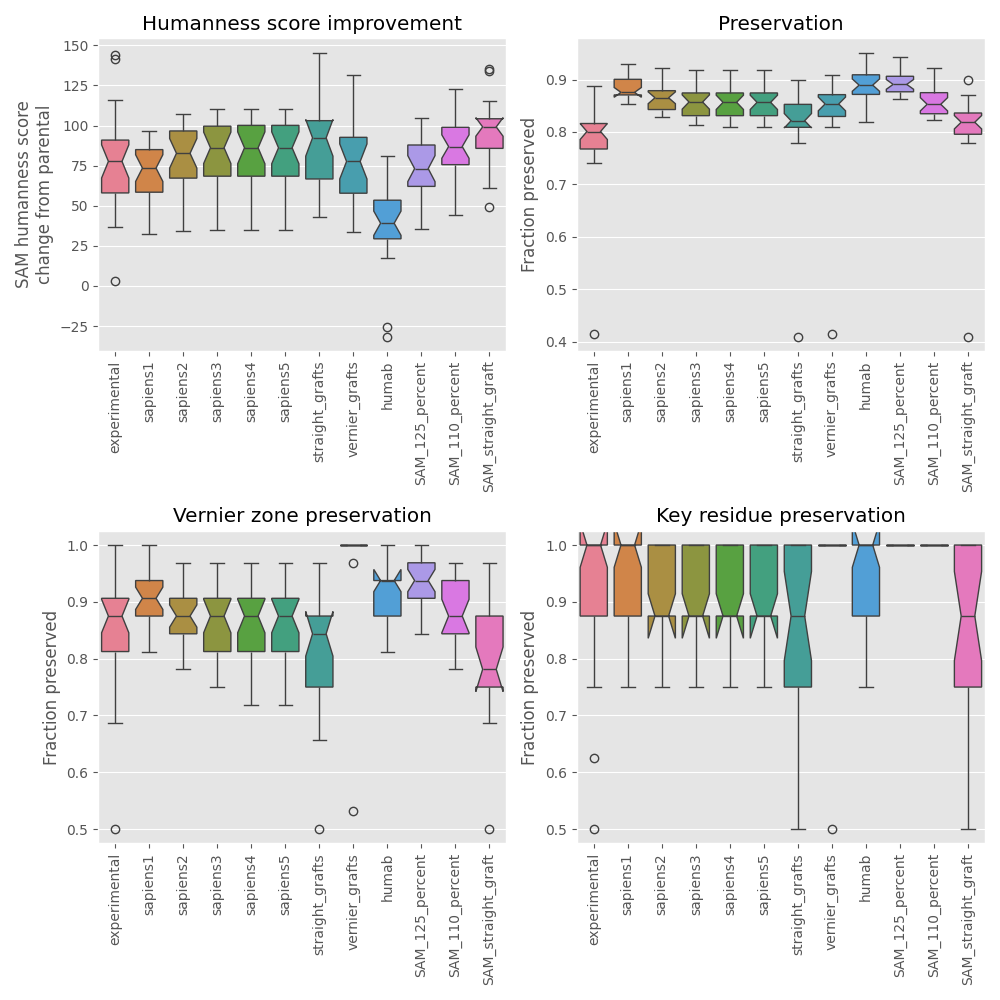 Humanness score improvement
SAM humanness score
change from parental
150
125
100
75
50
25
0
−25
experimental
sapiens1
sapiens2
sapiens3
sapiens4
sapiens5
straight_grafts
vernier_grafts
humab
SAM_125_percent
SAM_110_percent
SAM_straight_graft
Preservation
Fraction preserved
0.9
0.8
0.7
0.6
0.5
0.4
experimental
sapiens1
sapiens2
sapiens3
sapiens4
sapiens5
straight_grafts
vernier_grafts
humab
SAM_125_percent
SAM_110_percent
SAM_straight_graft
Vernier zone preservation
Fraction preserved
1.0
0.9
0.8
0.7
0.6
0.5
experimental
sapiens1
sapiens2
sapiens3
sapiens4
sapiens5
straight_grafts
vernier_grafts
humab
SAM_125_percent
SAM_110_percent
SAM_straight_graft
Key residue preservation
Fraction preserved
1.0
0.9
0.8
0.7
0.6
0.5
experimental
sapiens1
sapiens2
sapiens3
sapiens4
sapiens5
straight_grafts
vernier_grafts
humab
SAM_125_percent
SAM_110_percent
SAM_straight_graft